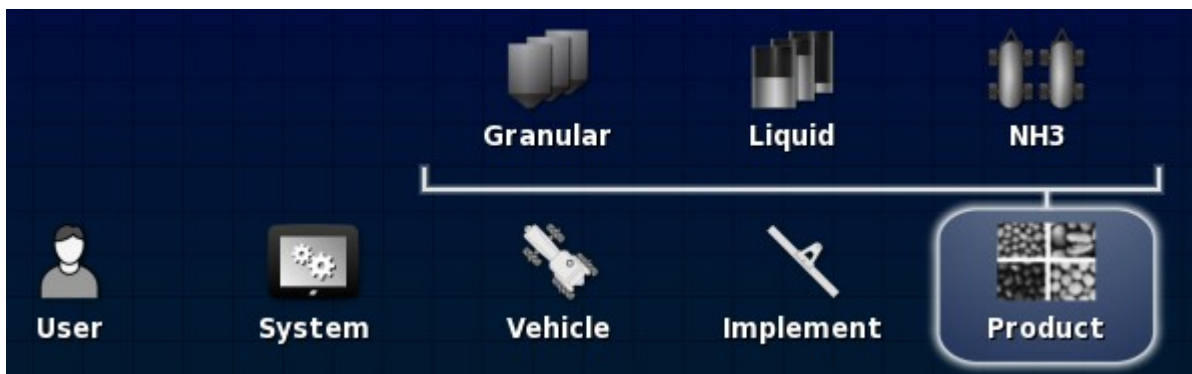 Granular
Liquid
NH3
User
System
Vehicle
Implement
Product